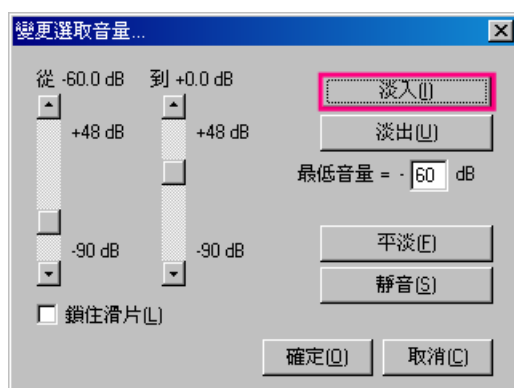 變更選取音量...
從 -60.0 dB 到 +0.0 dB
+48 dB +48 dB
-90 dB -90 dB
鎖住滑片(L)
淡入(I)
淡出(U)
最低音量 = - 60 dB
平淡(F)
靜音(S)
確定(O) 取消(C)